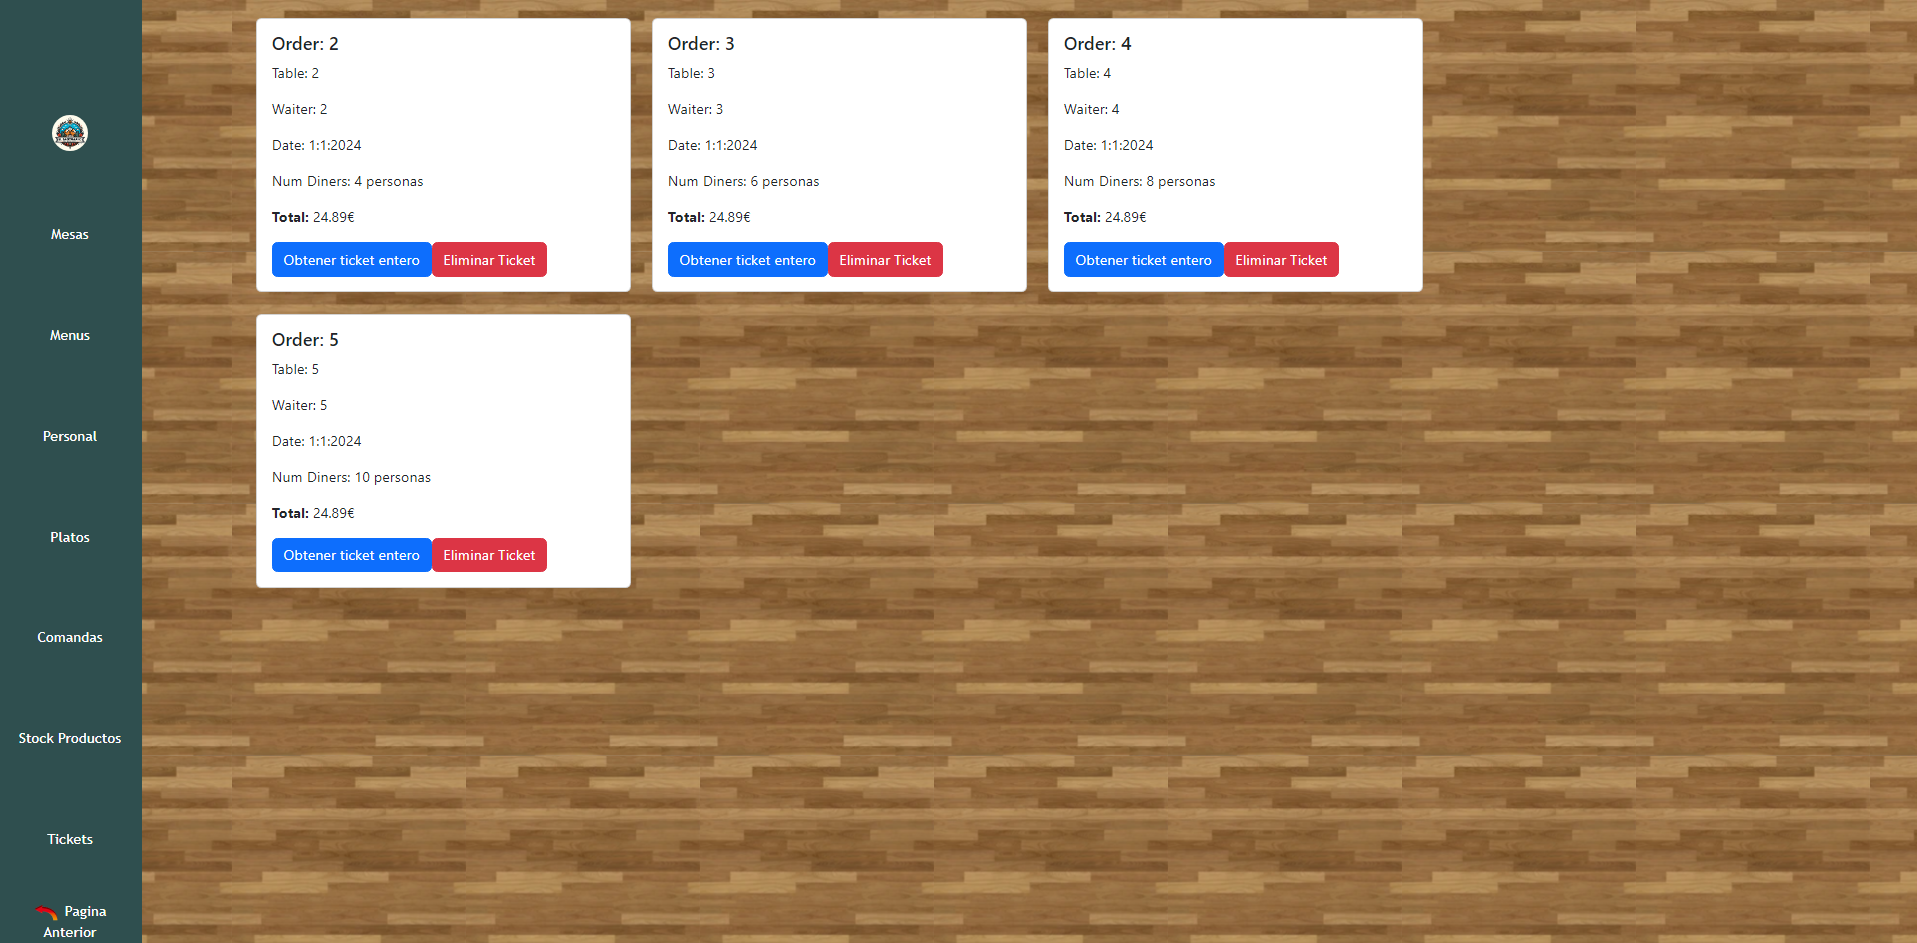 Mesas
Menus
Personal
Platos
Comandas
Stock Productos
Tickets
Pagina
Anterior
Order: 2
Table: 2
Waiter: 2
Date: 1:1:2024
Num Diners: 4 personas
Total: 24.89€
Obtener ticket entero
Eliminar Ticket
Order: 3
Table: 3
Waiter: 3
Date: 1:1:2024
Num Diners: 6 personas
Total: 24.89€
Obtener ticket entero
Eliminar Ticket
Order: 4
Table: 4
Waiter: 4
Date: 1:1:2024
Num Diners: 8 personas
Total: 24.89€
Obtener ticket entero
Eliminar Ticket
Order: 5
Table: 5
Waiter: 5
Date: 1:1:2024
Num Diners: 10 personas
Total: 24.89€
Obtener ticket entero
Eliminar Ticket